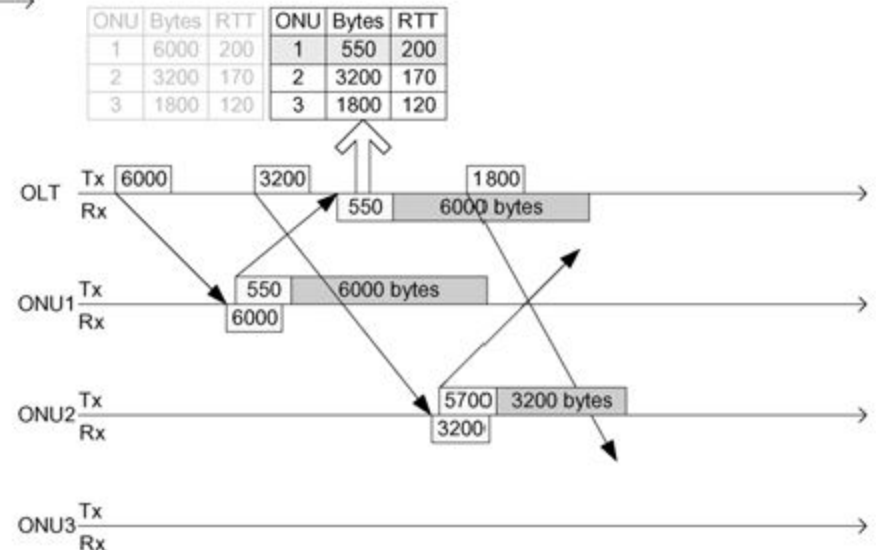 ONU Bytes RTT
1 6000 200
2 3200 170
3 1800 120
ONU Bytes RTT
1 550 200
2 3200 170
3 1800 120
OLT Tx 6000 3200 1800
Rx 550 6000 bytes
ONU1 Tx 550 6000 bytes
Rx 6000
ONU2 Tx 5700 3200 bytes
Rx 3200
ONU3 Tx
Rx